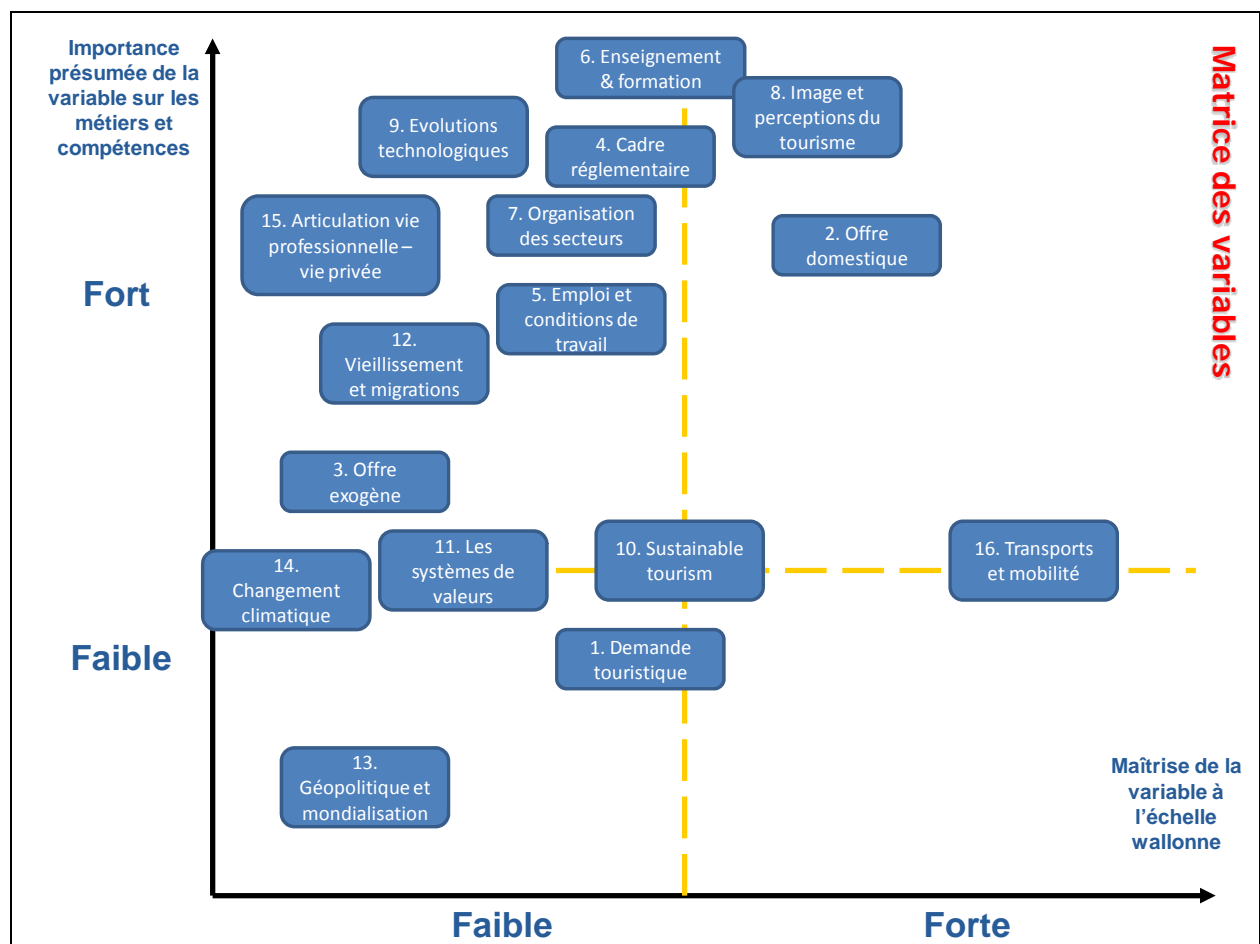 Importance
présumée de la
variable sur les
métiers et
compétences
6. Enseignement
& formation
8. Image et
perceptions du
tourisme
9. Evolutions
technologiques
4. Cadre
réglementaire
15. Articulation vie
professionnelle –
vie privée
7. Organisation
des secteurs
2. Offre
domestique
Fort
5. Emploi et
conditions de
travail
12.
Vieillissement
et migrations
3. Offre
exogène
14.
Changement
climatique
11. Les
systèmes de
valeurs
10. Sustainable
tourism
16. Transports
et mobilité
Faible
1. Demande
touristique
13.
Géopolitique et
mondialisation
Maîtrise de la
variable à
l’échelle
wallonne
Faible
Forte
Matrice des variables